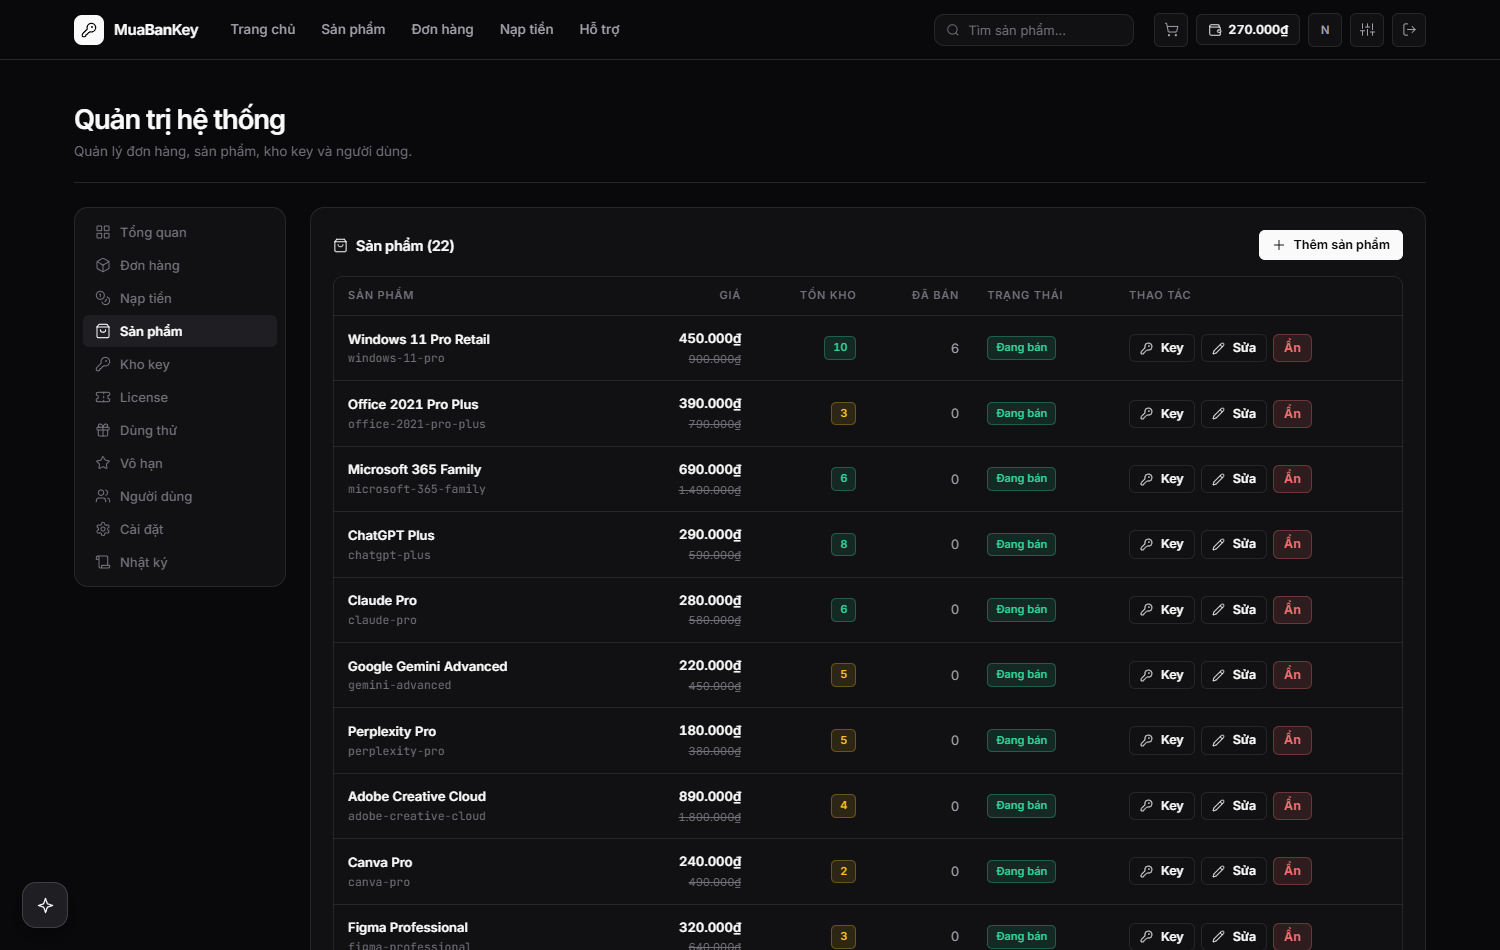 MuaBanKey Trang chủ Sản phẩm Đơn hàng Nạp tiền Hỗ trợ Tìm sản phẩm... 270.000₫ N
Quản trị hệ thống
Quản lý đơn hàng, sản phẩm, kho key và người dùng.
Tổng quan
Đơn hàng
Nạp tiền
Sản phẩm
Kho key
License
Dùng thử
Vô hạn
Người dùng
Cài đặt
Nhật ký
Sản phẩm (22) Thêm sản phẩm
SẢN PHẨM GIÁ TỒN KHO ĐÃ BÁN TRẠNG THÁI THAO TÁC
Windows 11 Pro Retail 450.000₫ 10 6 Đang bán Key Sửa Ẩn
windows-11-pro 900.000₫
Office 2021 Pro Plus 390.000₫ 3 0 Đang bán Key Sửa Ẩn
office-2021-pro-plus 790.000₫
Microsoft 365 Family 690.000₫ 6 0 Đang bán Key Sửa Ẩn
microsoft-365-family 1.490.000₫
ChatGPT Plus 290.000₫ 8 0 Đang bán Key Sửa Ẩn
chatgpt-plus 590.000₫
Claude Pro 280.000₫ 6 0 Đang bán Key Sửa Ẩn
claude-pro 580.000₫
Google Gemini Advanced 220.000₫ 5 0 Đang bán Key Sửa Ẩn
gemini-advanced 450.000₫
Perplexity Pro 180.000₫ 5 0 Đang bán Key Sửa Ẩn
perplexity-pro 380.000₫
Adobe Creative Cloud 890.000₫ 4 0 Đang bán Key Sửa Ẩn
adobe-creative-cloud 1.800.000₫
Canva Pro 240.000₫ 2 0 Đang bán Key Sửa Ẩn
canva-pro 490.000₫
Figma Professional 320.000₫ 3 0 Đang bán Key Sửa Ẩn
figma-professional 640.000₫